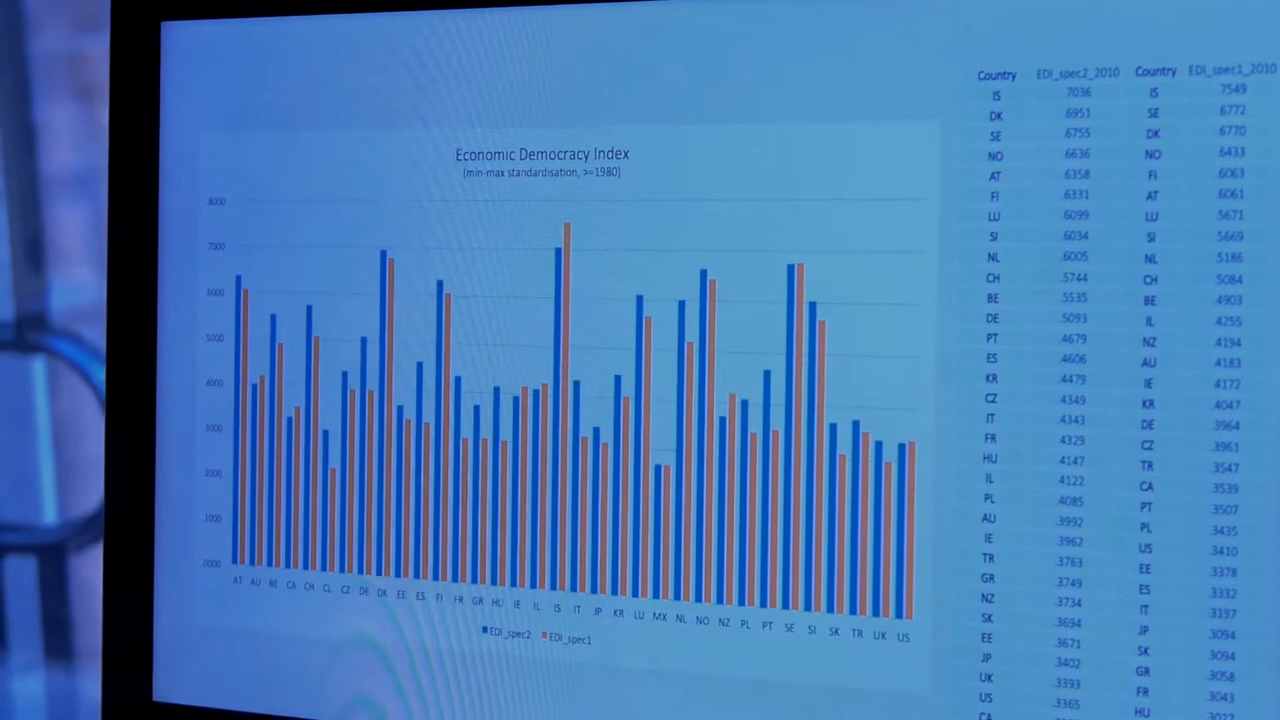 Economic Democracy Index
(min-max standardisation, >=1980)
.8000
.7000
.6000
.5000
.4000
.3000
.2000
.1000
.0000
AT AU BE CA CH CL CZ DE DK EE ES FI FR GR HU IE IL IS IT JP KR LU MX NL NO NZ PL PT SE SI SK TR UK US
EDI_spec2 EDI_spec1
Country EDI_spec2_2010 Country EDI_spec1_2010
IS .7036 IS .7549
DK .6951 SE .6772
SE .6755 DK .6770
NO .6636 NO .6433
AT .6358 FI .6063
FI .6331 AT .6061
LU .6099 LU .5671
SI .6034 SI .5669
NL .6005 NL .5186
CH .5744 CH .5084
BE .5535 BE .4903
DE .5093 IL .4255
PT .4679 NZ .4194
ES .4606 AU .4183
KR .4479 IE .4172
CZ .4349 KR .4047
IT .4343 DE .3964
FR .4329 CZ .3961
HU .4147 TR .3547
IL .4122 CA .3539
PL .4085 PT .3507
AU .3992 PL .3435
IE .3962 US .3410
TR .3763 EE .3378
GR .3749 ES .3332
NZ .3734 IT .3197
SK .3694 JP .3094
EE .3671 SK .3094
JP .3402 GR .3058
UK .3393 FR .3043
US .3365 HU
CA